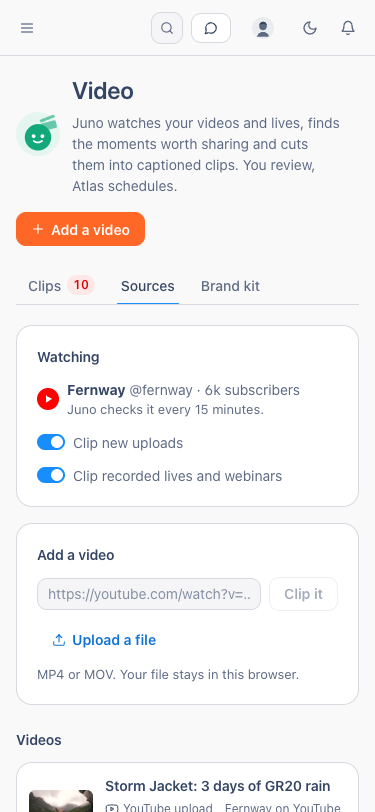 Video
Juno watches your videos and lives, finds
the moments worth sharing and cuts
them into captioned clips. You review,
Atlas schedules.
+ Add a video
Clips 10 Sources Brand kit
Watching
Fernway @fernway · 6k subscribers
Juno checks it every 15 minutes.
Clip new uploads
Clip recorded lives and webinars
Add a video
https://youtube.com/watch?v=... Clip it
Upload a file
MP4 or MOV. Your file stays in this browser.
Videos
Storm Jacket: 3 days of GR20 rain
YouTube upload Fernway on YouTube